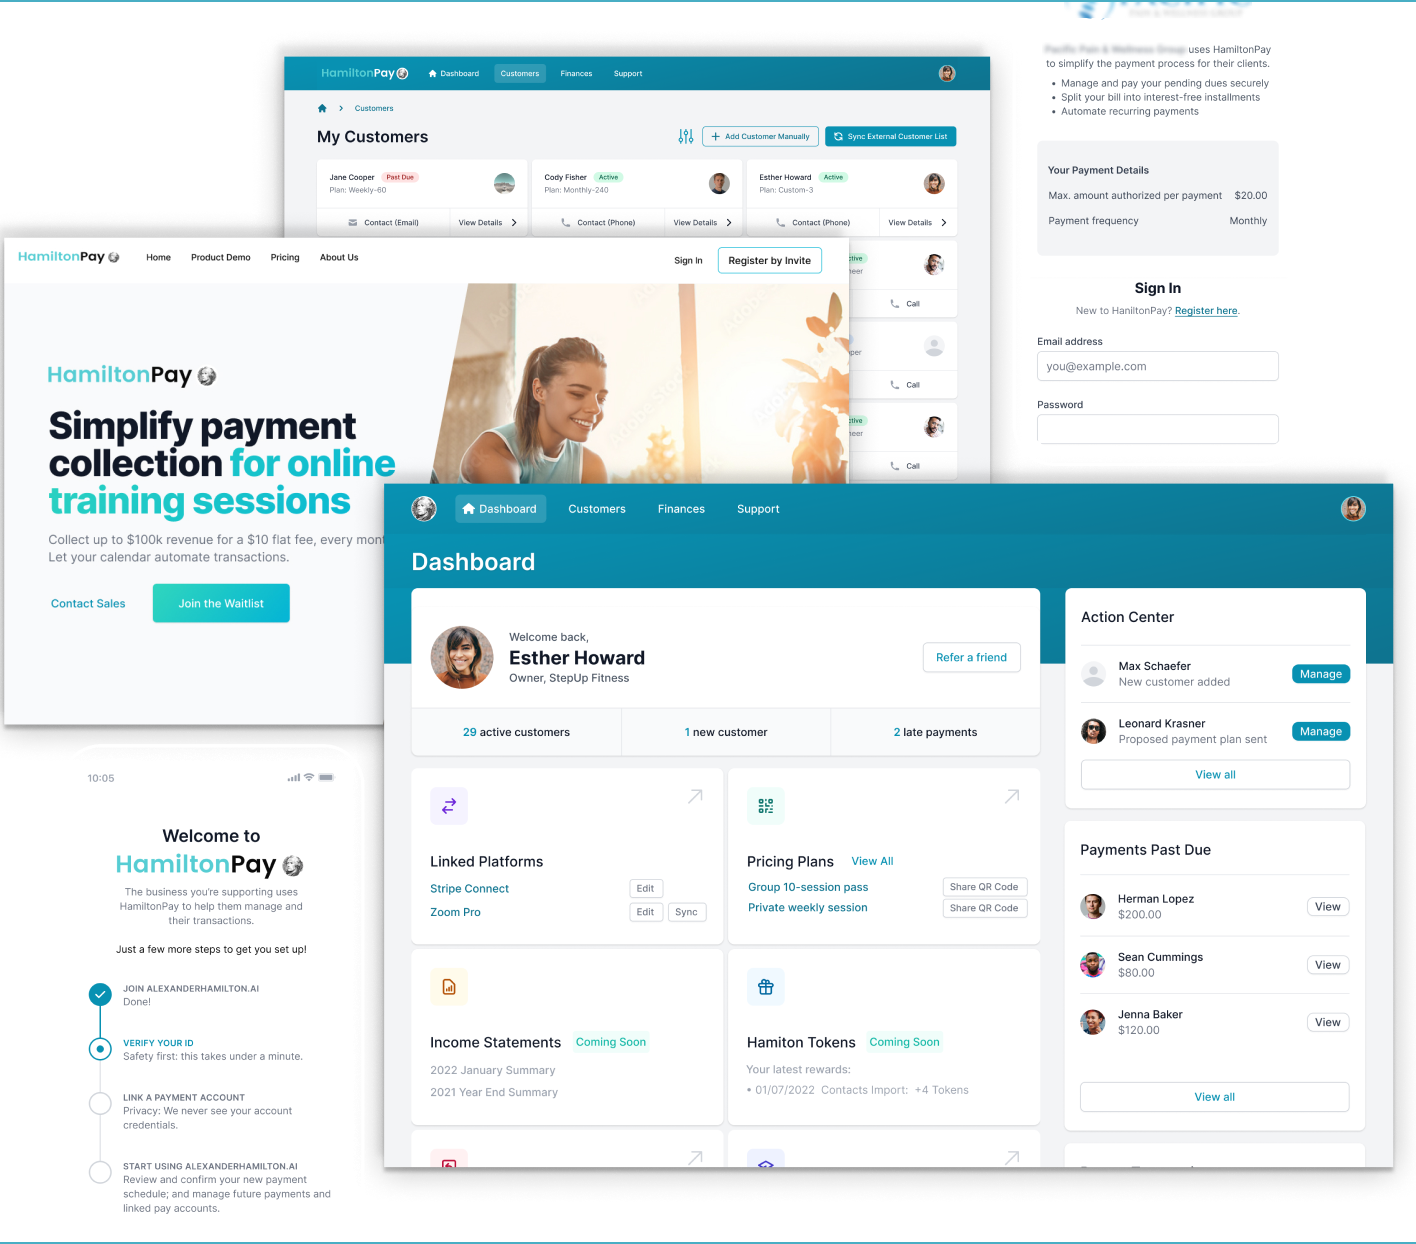 PAIN & WELLNESS GROUP
Pacific Pain & Wellness Group uses HamiltonPay
to simplify the payment process for their clients.
• Manage and pay your pending dues securely
• Split your bill into interest-free installments
• Automate recurring payments
Your Payment Details
Max. amount authorized per payment $20.00
Payment frequency Monthly
Sign In
New to HaniltonPay? Register here.
Email address
you@example.com
Password
HamiltonPay
Dashboard
Customers
Finances
Support
> Customers
My Customers
+ Add Customer Manually
Sync External Customer List
Jane Cooper Past Due
Plan: Weekly-60
Contact (Email)
View Details >
Cody Fisher Active
Plan: Monthly-240
Contact (Phone)
View Details >
Esther Howard Active
Plan: Custom-3
Contact (Phone)
View Details >
Call
Call
Call
HamiltonPay
Home
Product Demo
Pricing
About Us
Sign In
Register by Invite
HamiltonPay
Simplify payment
collection for online
training sessions
Collect up to $100k revenue for a $10 flat fee, every
Let your calendar automate transactions.
Contact Sales
Join the Waitlist
Dashboard
Customers
Finances
Support
Dashboard
Welcome back,
Esther Howard
Owner, StepUp Fitness
Refer a friend
29 active customers
1 new customer
2 late payments
Linked Platforms
Stripe Connect Edit
Zoom Pro Edit Sync
Pricing Plans View All
Group 10-session pass Share QR Code
Private weekly session Share QR Code
Income Statements Coming Soon
2022 January Summary
2021 Year End Summary
Hamiton Tokens Coming Soon
Your latest rewards:
• 01/07/2022 Contacts Import: +4 Tokens
Action Center
Max Schaefer
New customer added
Manage
Leonard Krasner
Proposed payment plan sent
Manage
View all
Payments Past Due
Herman Lopez
$200.00
View
Sean Cummings
$80.00
View
Jenna Baker
$120.00
View
View all
10:05
Welcome to
HamiltonPay
The business you're supporting uses
HamiltonPay to help them manage and
their transactions.
Just a few more steps to get you set up!
JOIN ALEXANDERHAMILTON.AI
Done!
VERIFY YOUR ID
Safety first: this takes under a minute.
LINK A PAYMENT ACCOUNT
Privacy: We never see your account
credentials.
START USING ALEXANDERHAMILTON.AI
Review and confirm your new payment
schedule; and manage future payments and
linked pay accounts.